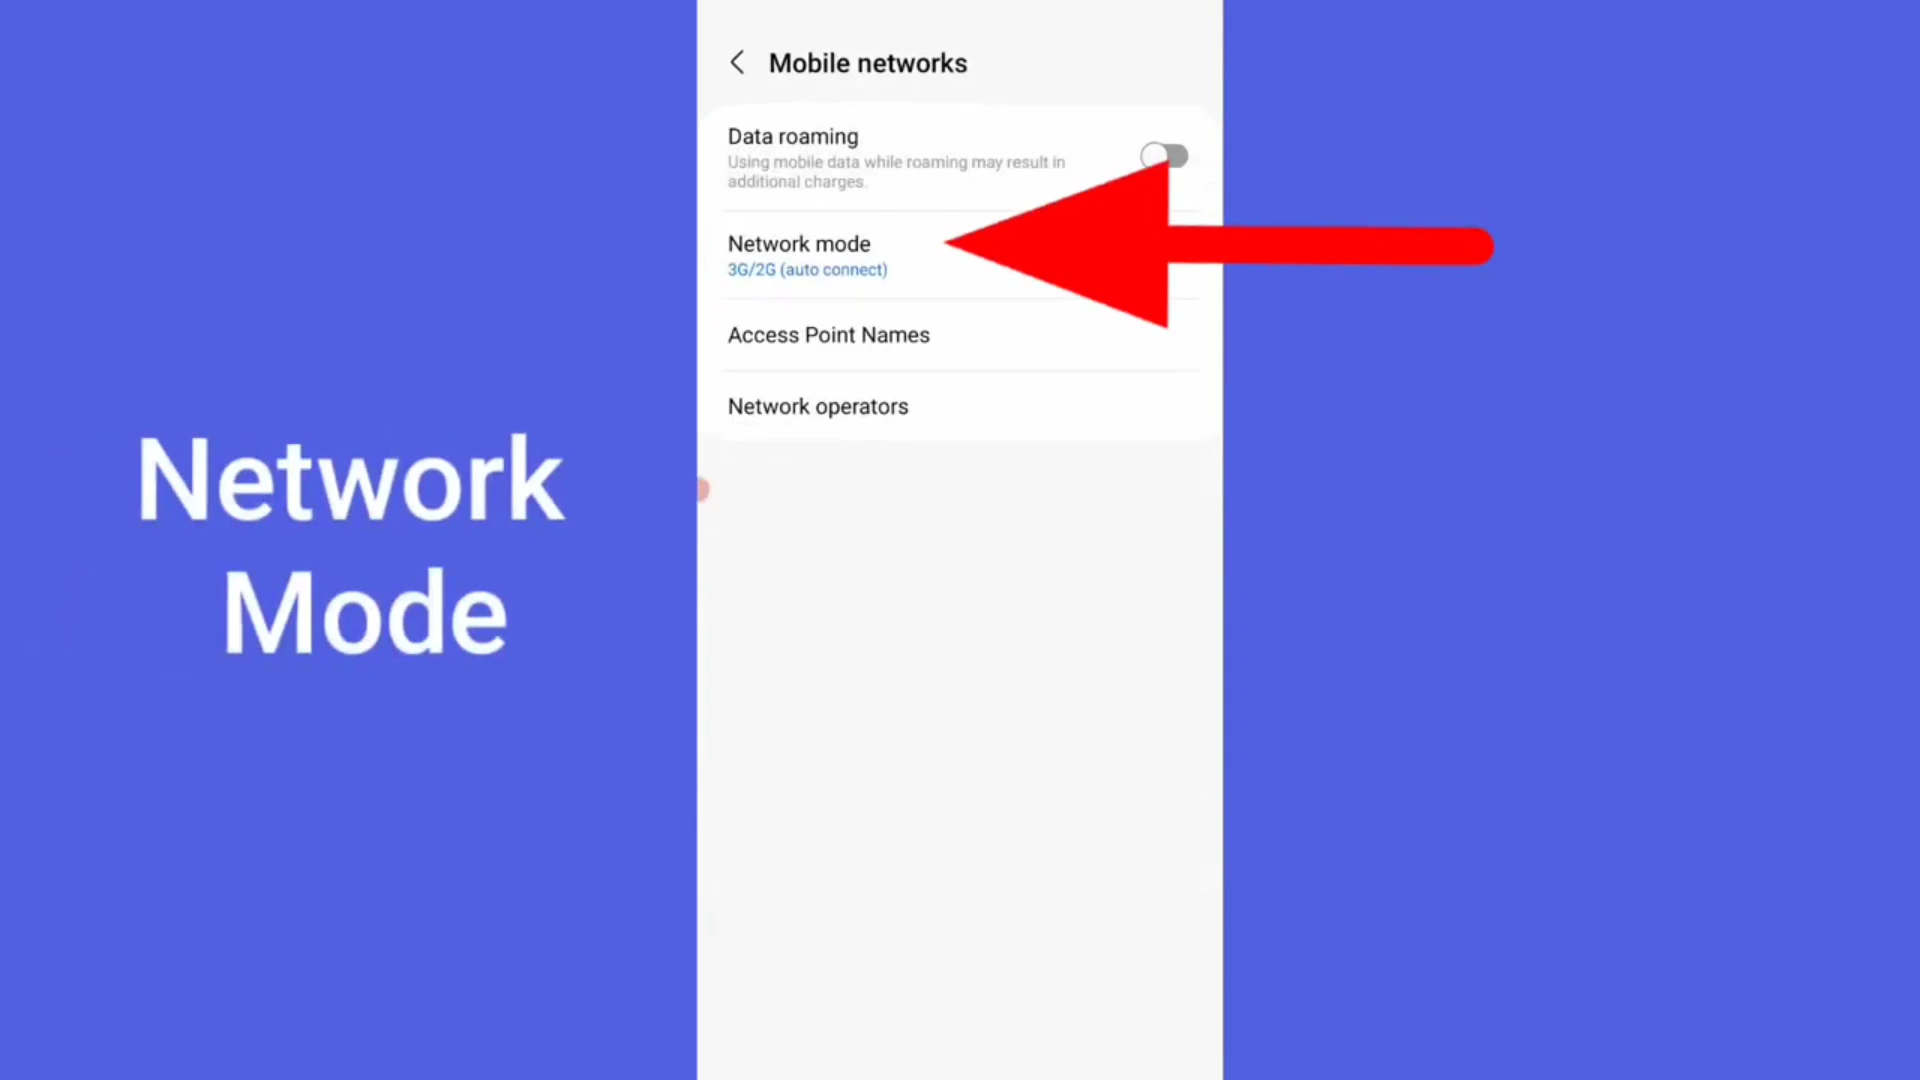 Mobile networks
Data roaming
Using mobile data while roaming may result in
additional charges.
Network mode
3G/2G (auto connect)
Access Point Names
Network operators
Network
Mode